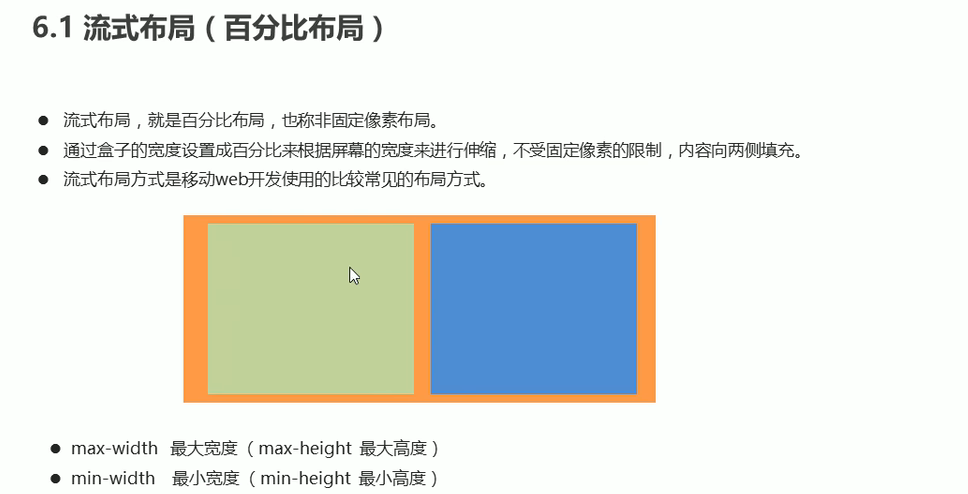 6.1 流式布局（百分比布局）
● 流式布局，就是百分比布局，也称非固定像素布局。
● 通过盒子的宽度设置成百分比来根据屏幕的宽度来进行伸缩，不受固定像素的限制，内容向两侧填充。
● 流式布局方式是移动web开发使用的比较常见的布局方式。
● max-width 最大宽度（max-height 最大高度）
● min-width 最小宽度（min-height 最小高度）